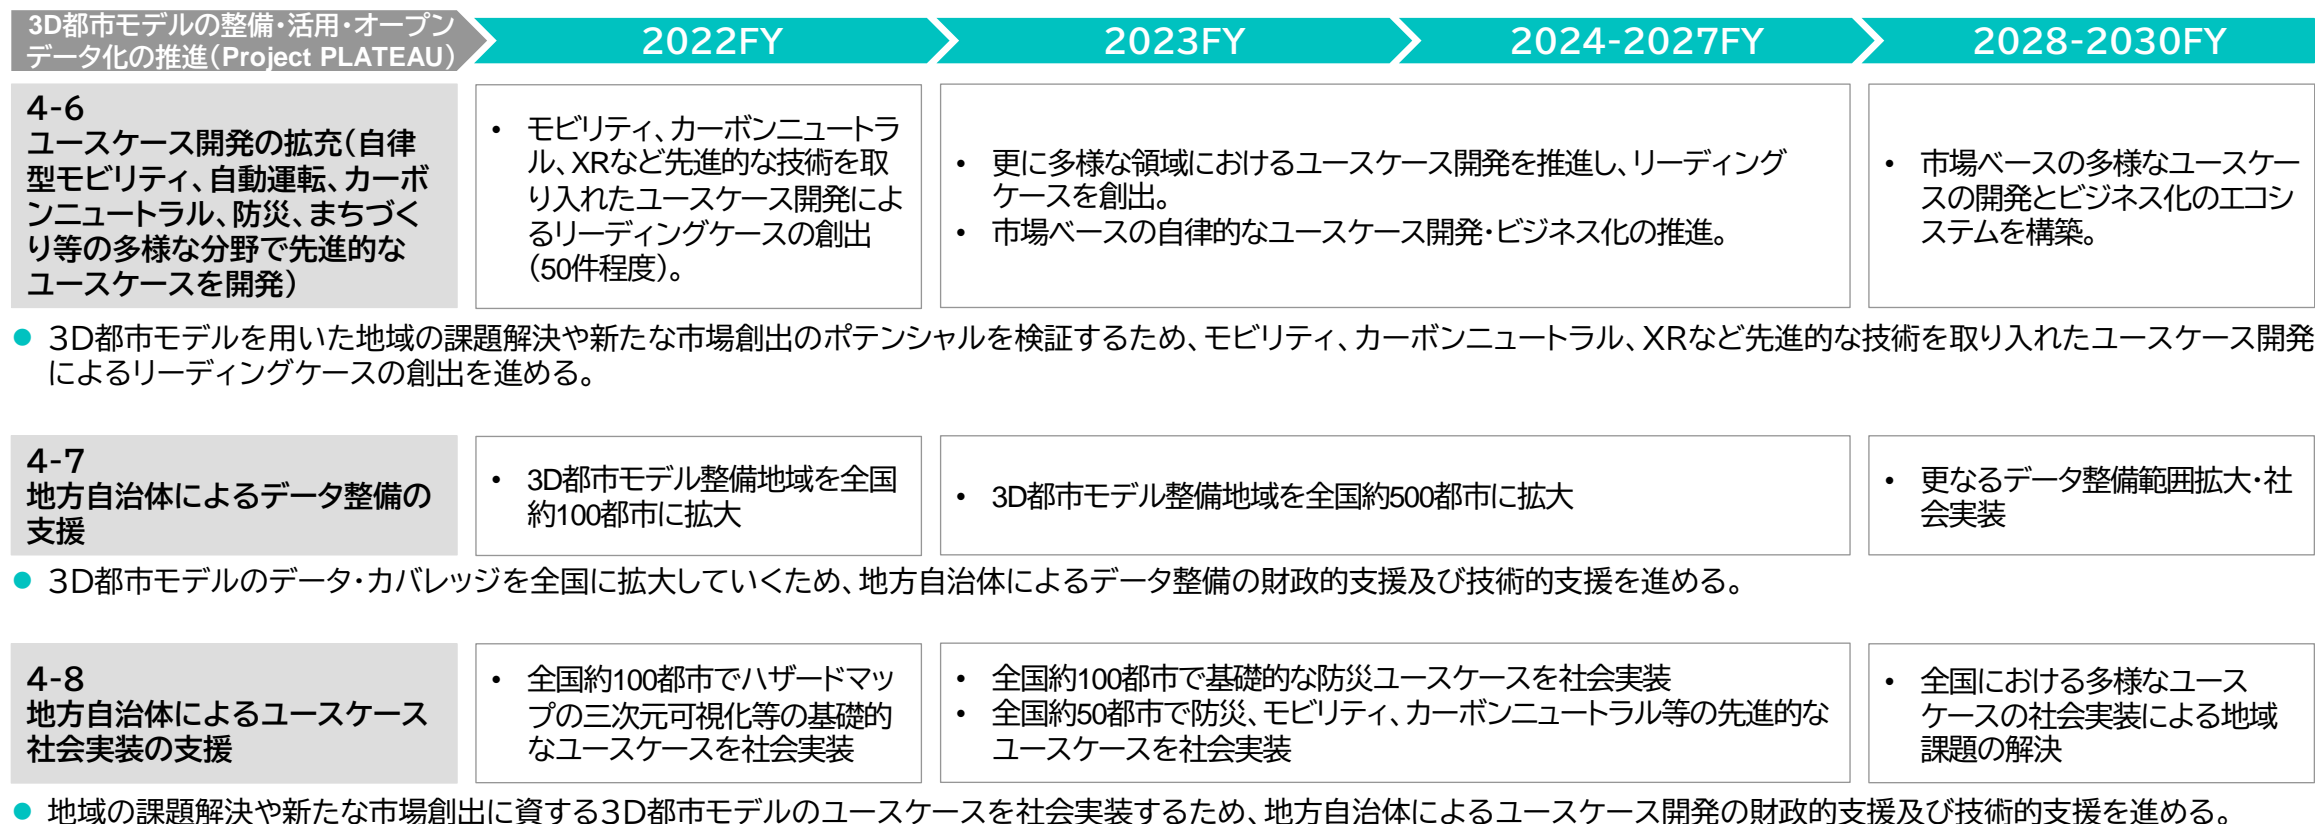 3D都市モデルの整備・活用・オープン
データ化の推進（Project PLATEAU）
2022FY
2023FY
2024-2027FY
2028-2030FY
4-6
ユースケース開発の拡充（自律
型モビリティ、自動運転、カーボ
ンニュートラル、防災、まちづく
り等の多様な分野で先進的な
ユースケースを開発）
• モビリティ、カーボンニュートラ
ル、XRなど先進的な技術を取
り入れたユースケース開発によ
るリーディングケースの創出
（50件程度）。
• 更に多様な領域におけるユースケース開発を推進し、リーディング
ケースを創出。
• 市場ベースの自律的なユースケース開発・ビジネス化の推進。
• 市場ベースの多様なユースケー
スの開発とビジネス化のエコシ
ステムを構築。
● 3D都市モデルを用いた地域の課題解決や新たな市場創出のポテンシャルを検証するため、モビリティ、カーボンニュートラル、XRなど先進的な技術を取り入れたユースケース開発
によるリーディングケースの創出を進める。
4-7
地方自治体によるデータ整備の
支援
• 3D都市モデル整備地域を全国
約100都市に拡大
• 3D都市モデル整備地域を全国約500都市に拡大
• 更なるデータ整備範囲拡大・社
会実装
● 3D都市モデルのデータ・カバレッジを全国に拡大していくため、地方自治体によるデータ整備の財政的支援及び技術的支援を進める。
4-8
地方自治体によるユースケース
社会実装の支援
• 全国約100都市でハザードマッ
プの三次元可視化等の基礎的
なユースケースを社会実装
• 全国約100都市で基礎的な防災ユースケースを社会実装
• 全国約50都市で防災、モビリティ、カーボンニュートラル等の先進的な
ユースケースを社会実装
• 全国における多様なユース
ケースの社会実装による地域
課題の解決
● 地域の課題解決や新たな市場創出に資する3D都市モデルのユースケースを社会実装するため、地方自治体によるユースケース開発の財政的支援及び技術的支援を進める。